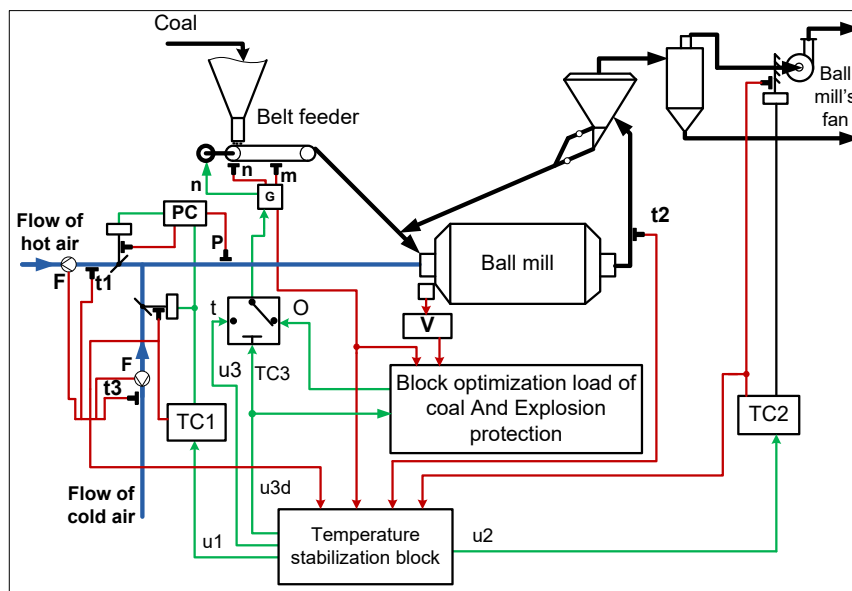 Coal
Belt feeder
Ball
mill's
fan
n
m
n
G
PC
Flow of
hot air
P
t2
F
t1
Ball mill
t
O
V
u3
TC3
F
t3
Block optimization load of
coal And Explosion
protection
TC1
TC2
Flow of
cold air
u3d
u1
Temperature
stabilization block
u2